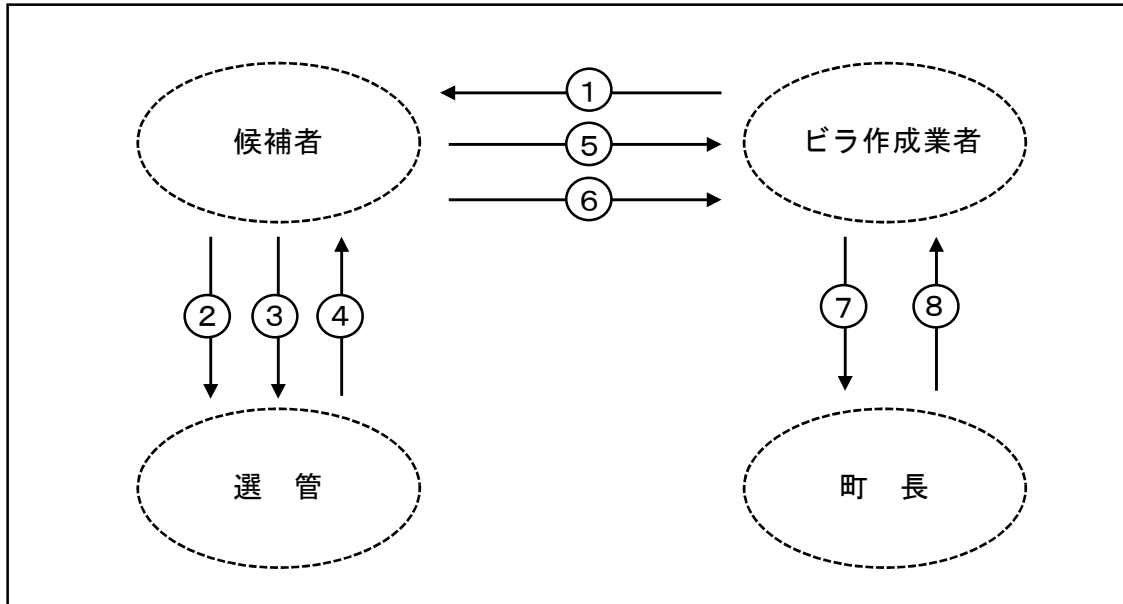 候補者
①
ビラ作成業者
⑤
⑥
②
③
④
⑦
⑧
選　管
町　長